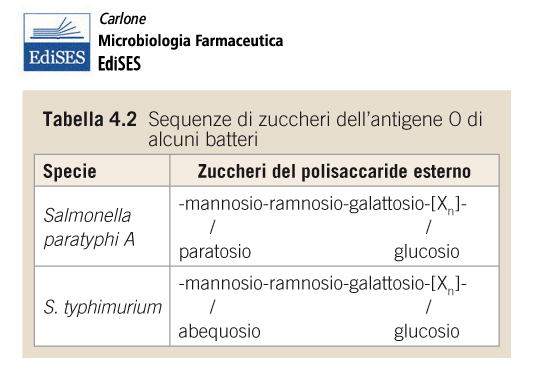 EdiSES
Carlone
Microbiologia Farmaceutica
EdiSES
Tabella 4.2 Sequenze di zuccheri dell'antigene O di
alcuni batteri
Specie Zuccheri del polisaccaride esterno
Salmonella
paratyphi A
-mannosio-ramnosio-galattosio-[Xn]-
/ /
paratosio glucosio
S. typhimurium
-mannosio-ramnosio-galattosio-[Xn]-
/ /
abequosio glucosio